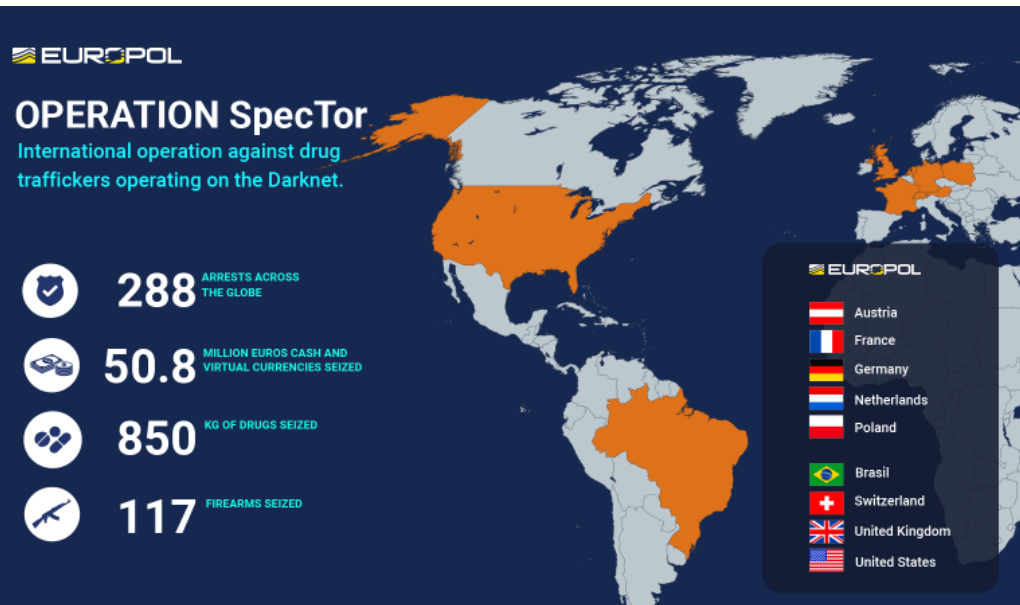 EUROPOL
OPERATION SpecTor
International operation against drug
traffickers operating on the Darknet.
288 ARRESTS ACROSS
THE GLOBE
50.8 MILLION EUROS CASH AND
VIRTUAL CURRENCIES SEIZED
850 KG OF DRUGS SEIZED
117 FIREARMS SEIZED
EUROPOL
Austria
France
Germany
Netherlands
Poland
Brasil
Switzerland
United Kingdom
United States